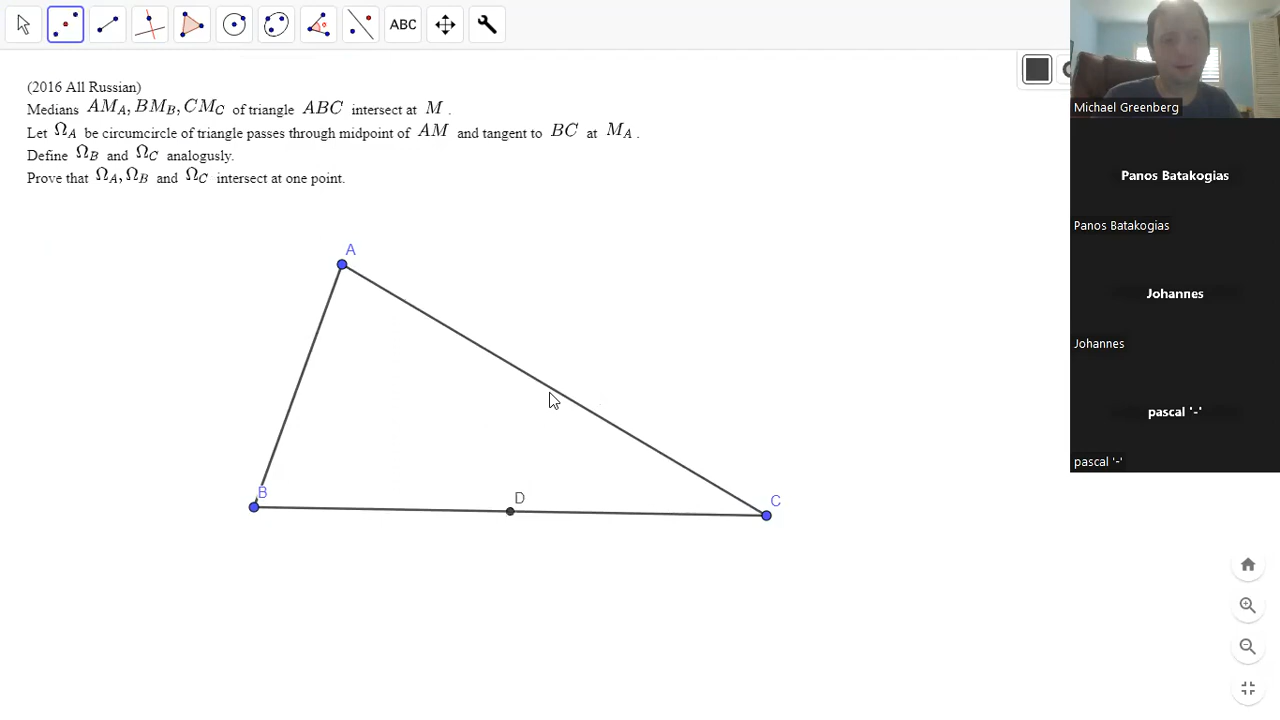 ABC
(2016 All Russian)
Medians AM_A, BM_B, CM_C of triangle ABC intersect at M .
Let Ω_A be circumcircle of triangle passes through midpoint of AM and tangent to BC at M_A .
Define Ω_B and Ω_C analogously.
Prove that Ω_A, Ω_B and Ω_C intersect at one point.
A
B
D
C
Michael Greenberg
Panos Batakogias
Panos Batakogias
Johannes
Johannes
pascal '-'
pascal '-'